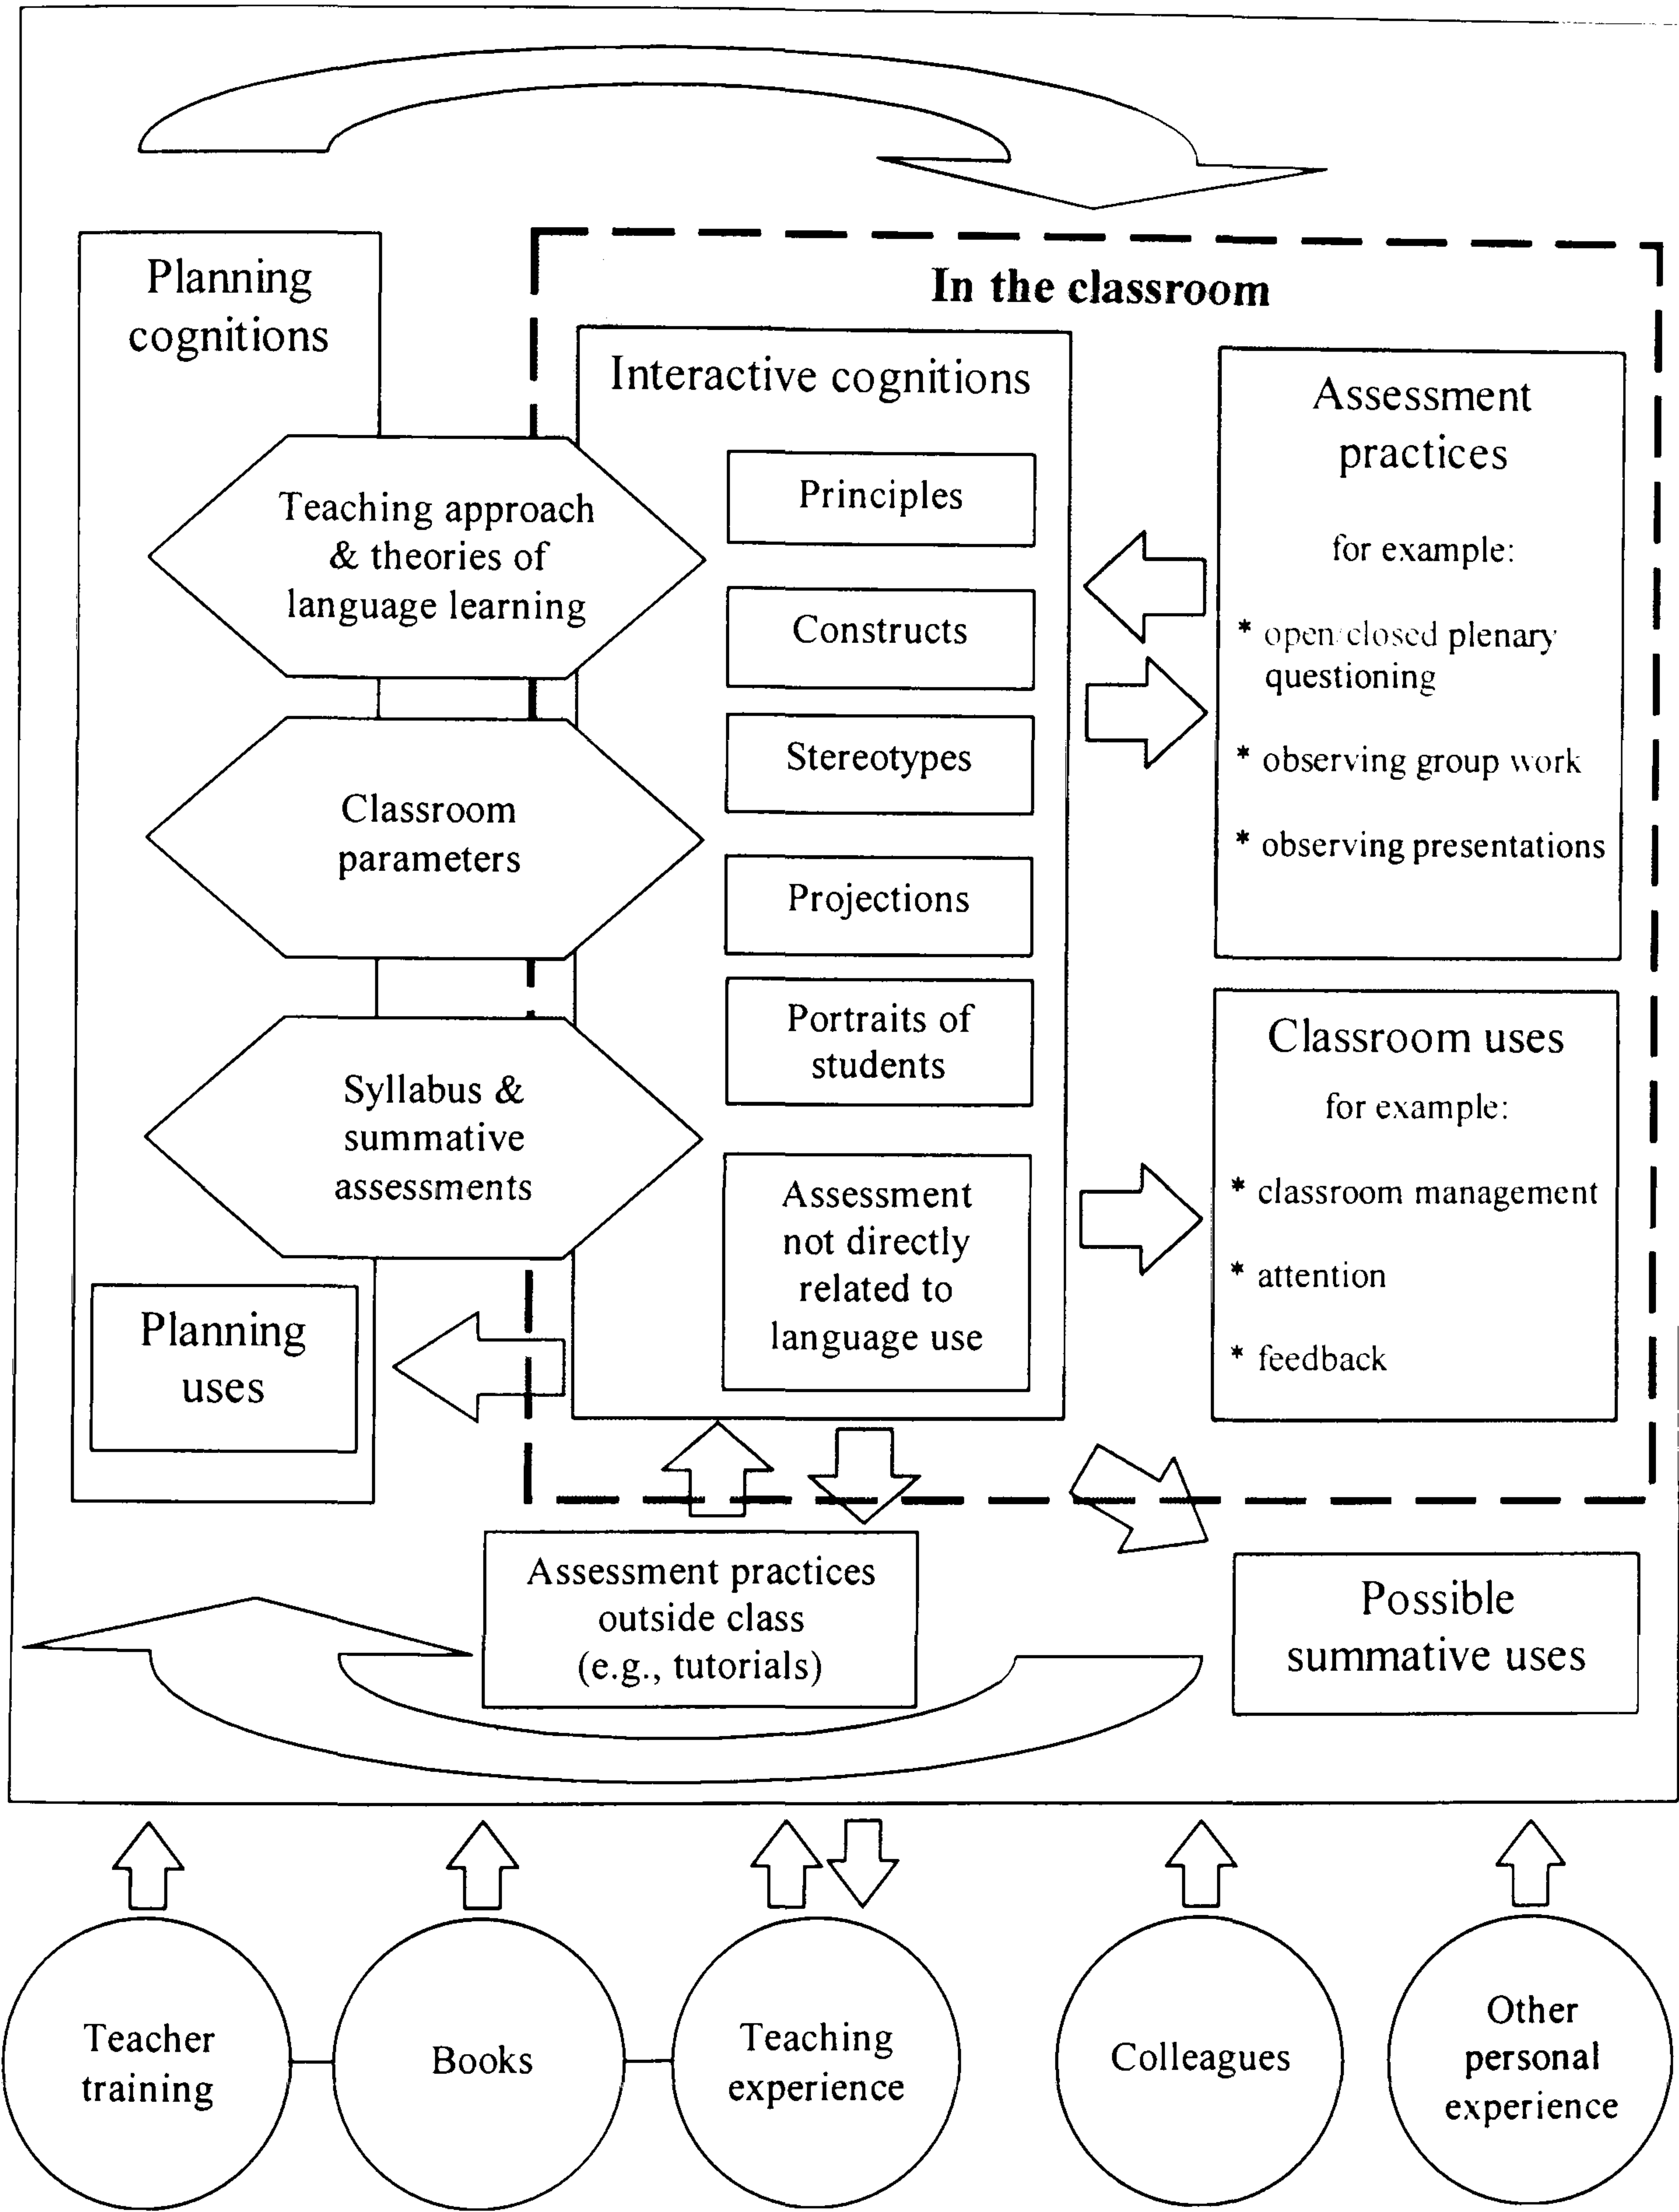 Planning
cognitions
In the classroom
Interactive cognitions
Assessment
practices
for example:
* open/closed plenary
questioning
* observing group work
* observing presentations
Teaching approach
& theories of
language learning
Classroom
parameters
Syllabus &
summative
assessments
Principles
Constructs
Stereotypes
Projections
Portraits of
students
Assessment
not directly
related to
language use
Classroom uses
for example:
* classroom management
* attention
* feedback
Planning
uses
Assessment practices
outside class
(e.g., tutorials)
Possible
summative uses
Teacher
training
Books
Teaching
experience
Colleagues
Other
personal
experience